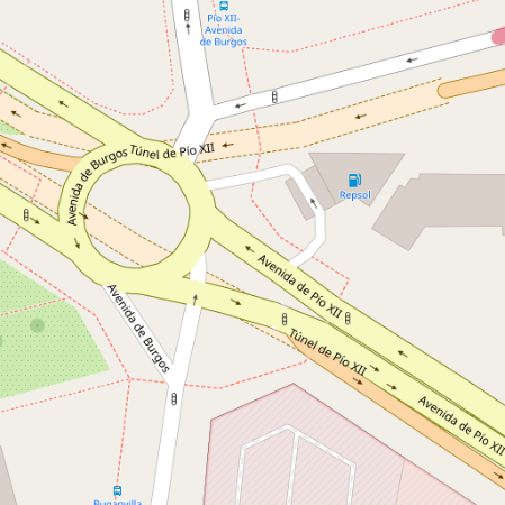 Pío XII-
Avenida
de Burgos
Avenida de Burgos
Túnel de Pío XII
Repsol
Avenida de Pío XII
Avenida de Burgos
Túnel de Pío XII
Avenida de Pío XII